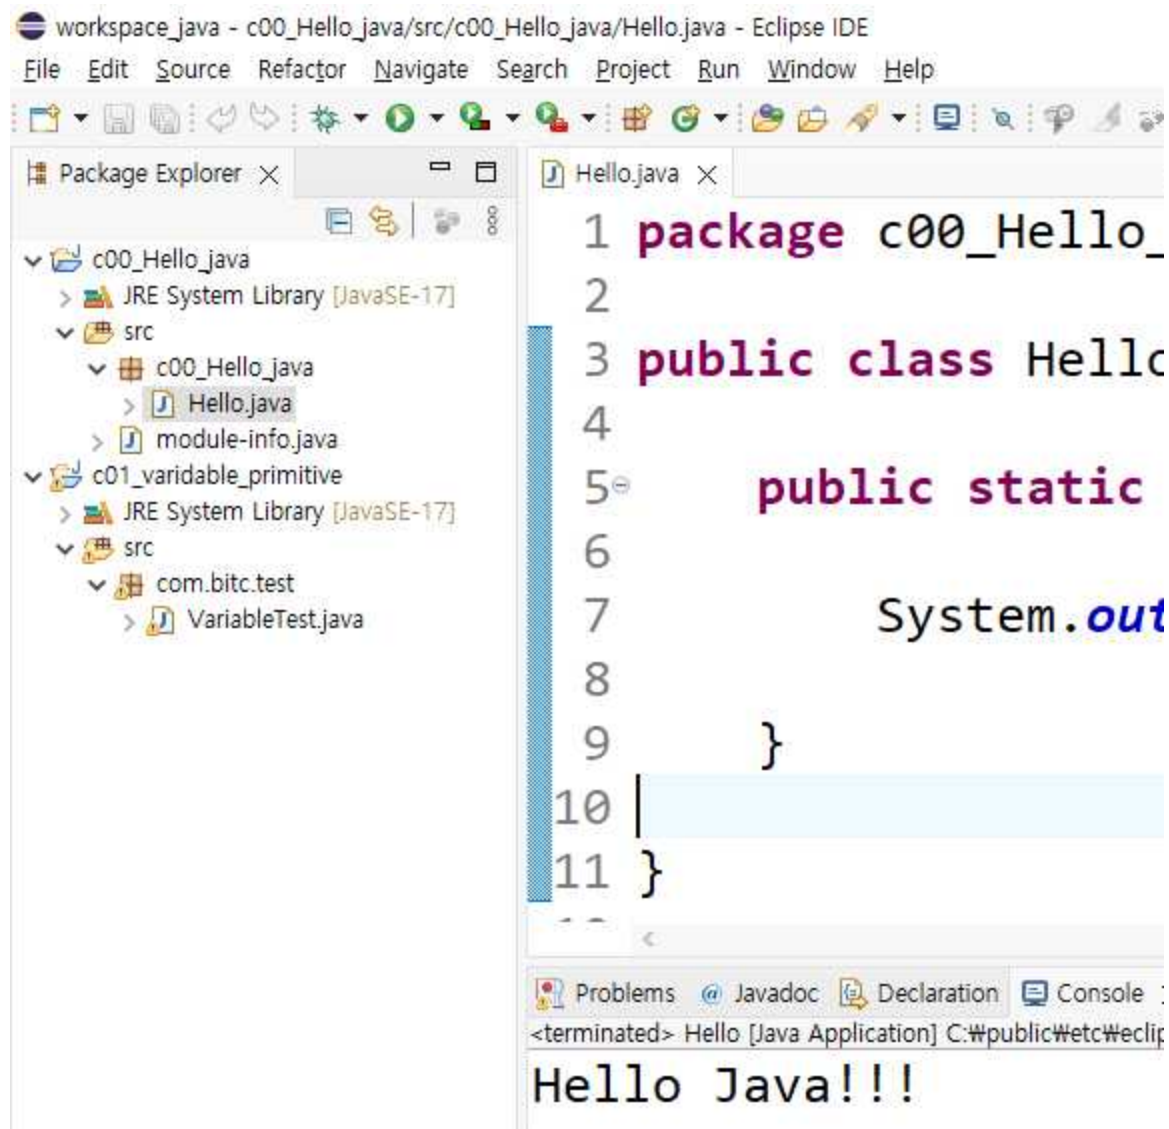 workspace_java - c00_Hello_java/src/c00_Hello_java/Hello.java - Eclipse IDE
File Edit Source Refactor Navigate Search Project Run Window Help
Package Explorer
c00_Hello_java
JRE System Library [JavaSE-17]
src
c00_Hello_java
Hello.java
module-info.java
c01_varidable_primitive
JRE System Library [JavaSE-17]
src
com.bitc.test
VariableTest.java
Hello.java
1 package c00_Hello_
2
3 public class Hello
4
5 public static
6
7 System.out
8
9 }
10
11 }
Problems @ Javadoc Declaration Console
<terminated> Hello [Java Application] C:₩public₩etc₩eclip
Hello Java!!!